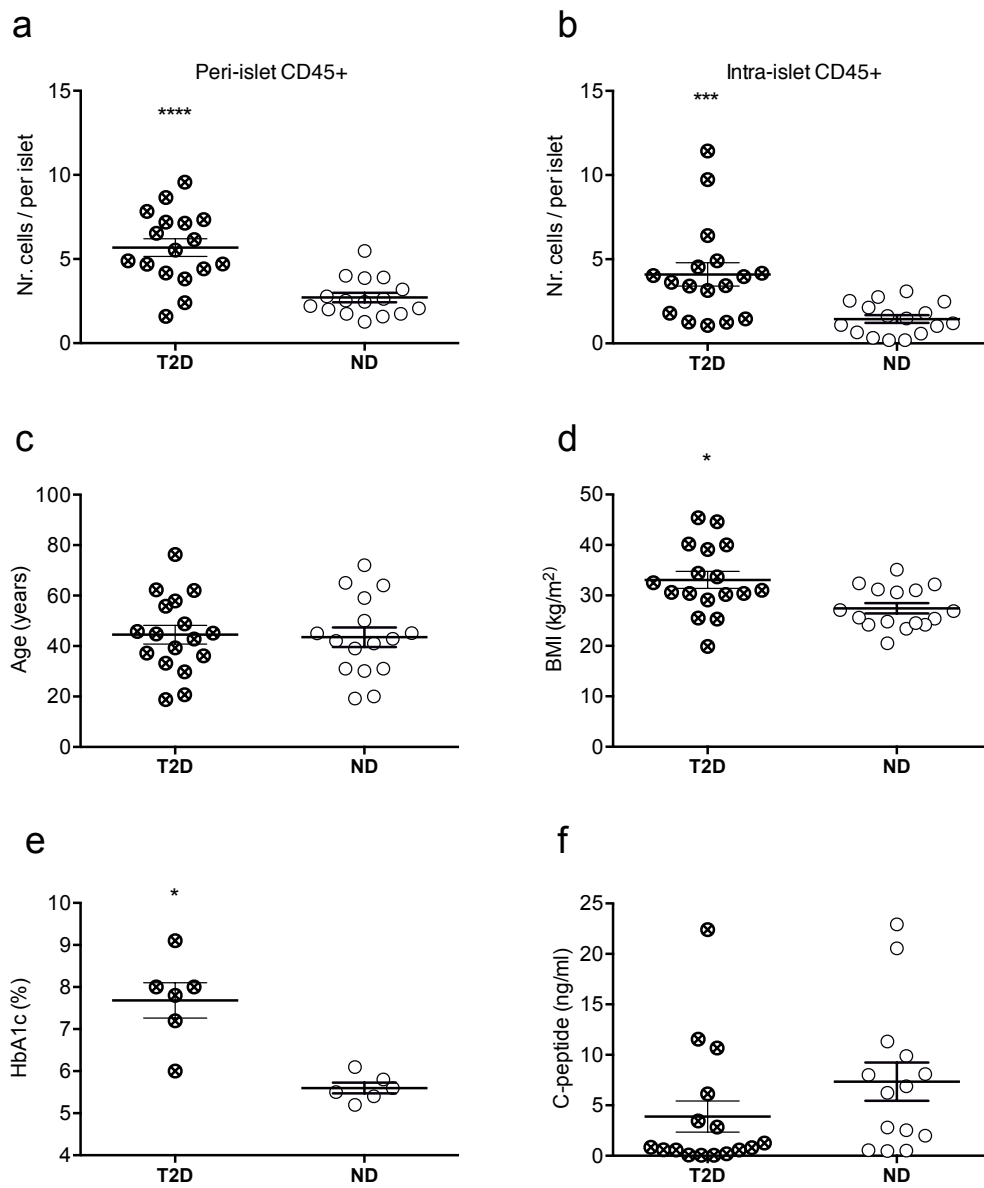 a
Peri-islet CD45+
****
Nr. cells / per islet
15
10
5
0
T2D ND
b
Intra-islet CD45+
***
Nr. cells / per islet
15
10
5
0
T2D ND
c
Age (years)
100
80
60
40
20
0
T2D ND
d
*
BMI (kg/m²)
50
40
30
20
10
0
T2D ND
e
*
HbA1c (%)
10
9
8
7
6
5
4
T2D ND
f
C-peptide (ng/ml)
25
20
15
10
5
0
T2D ND